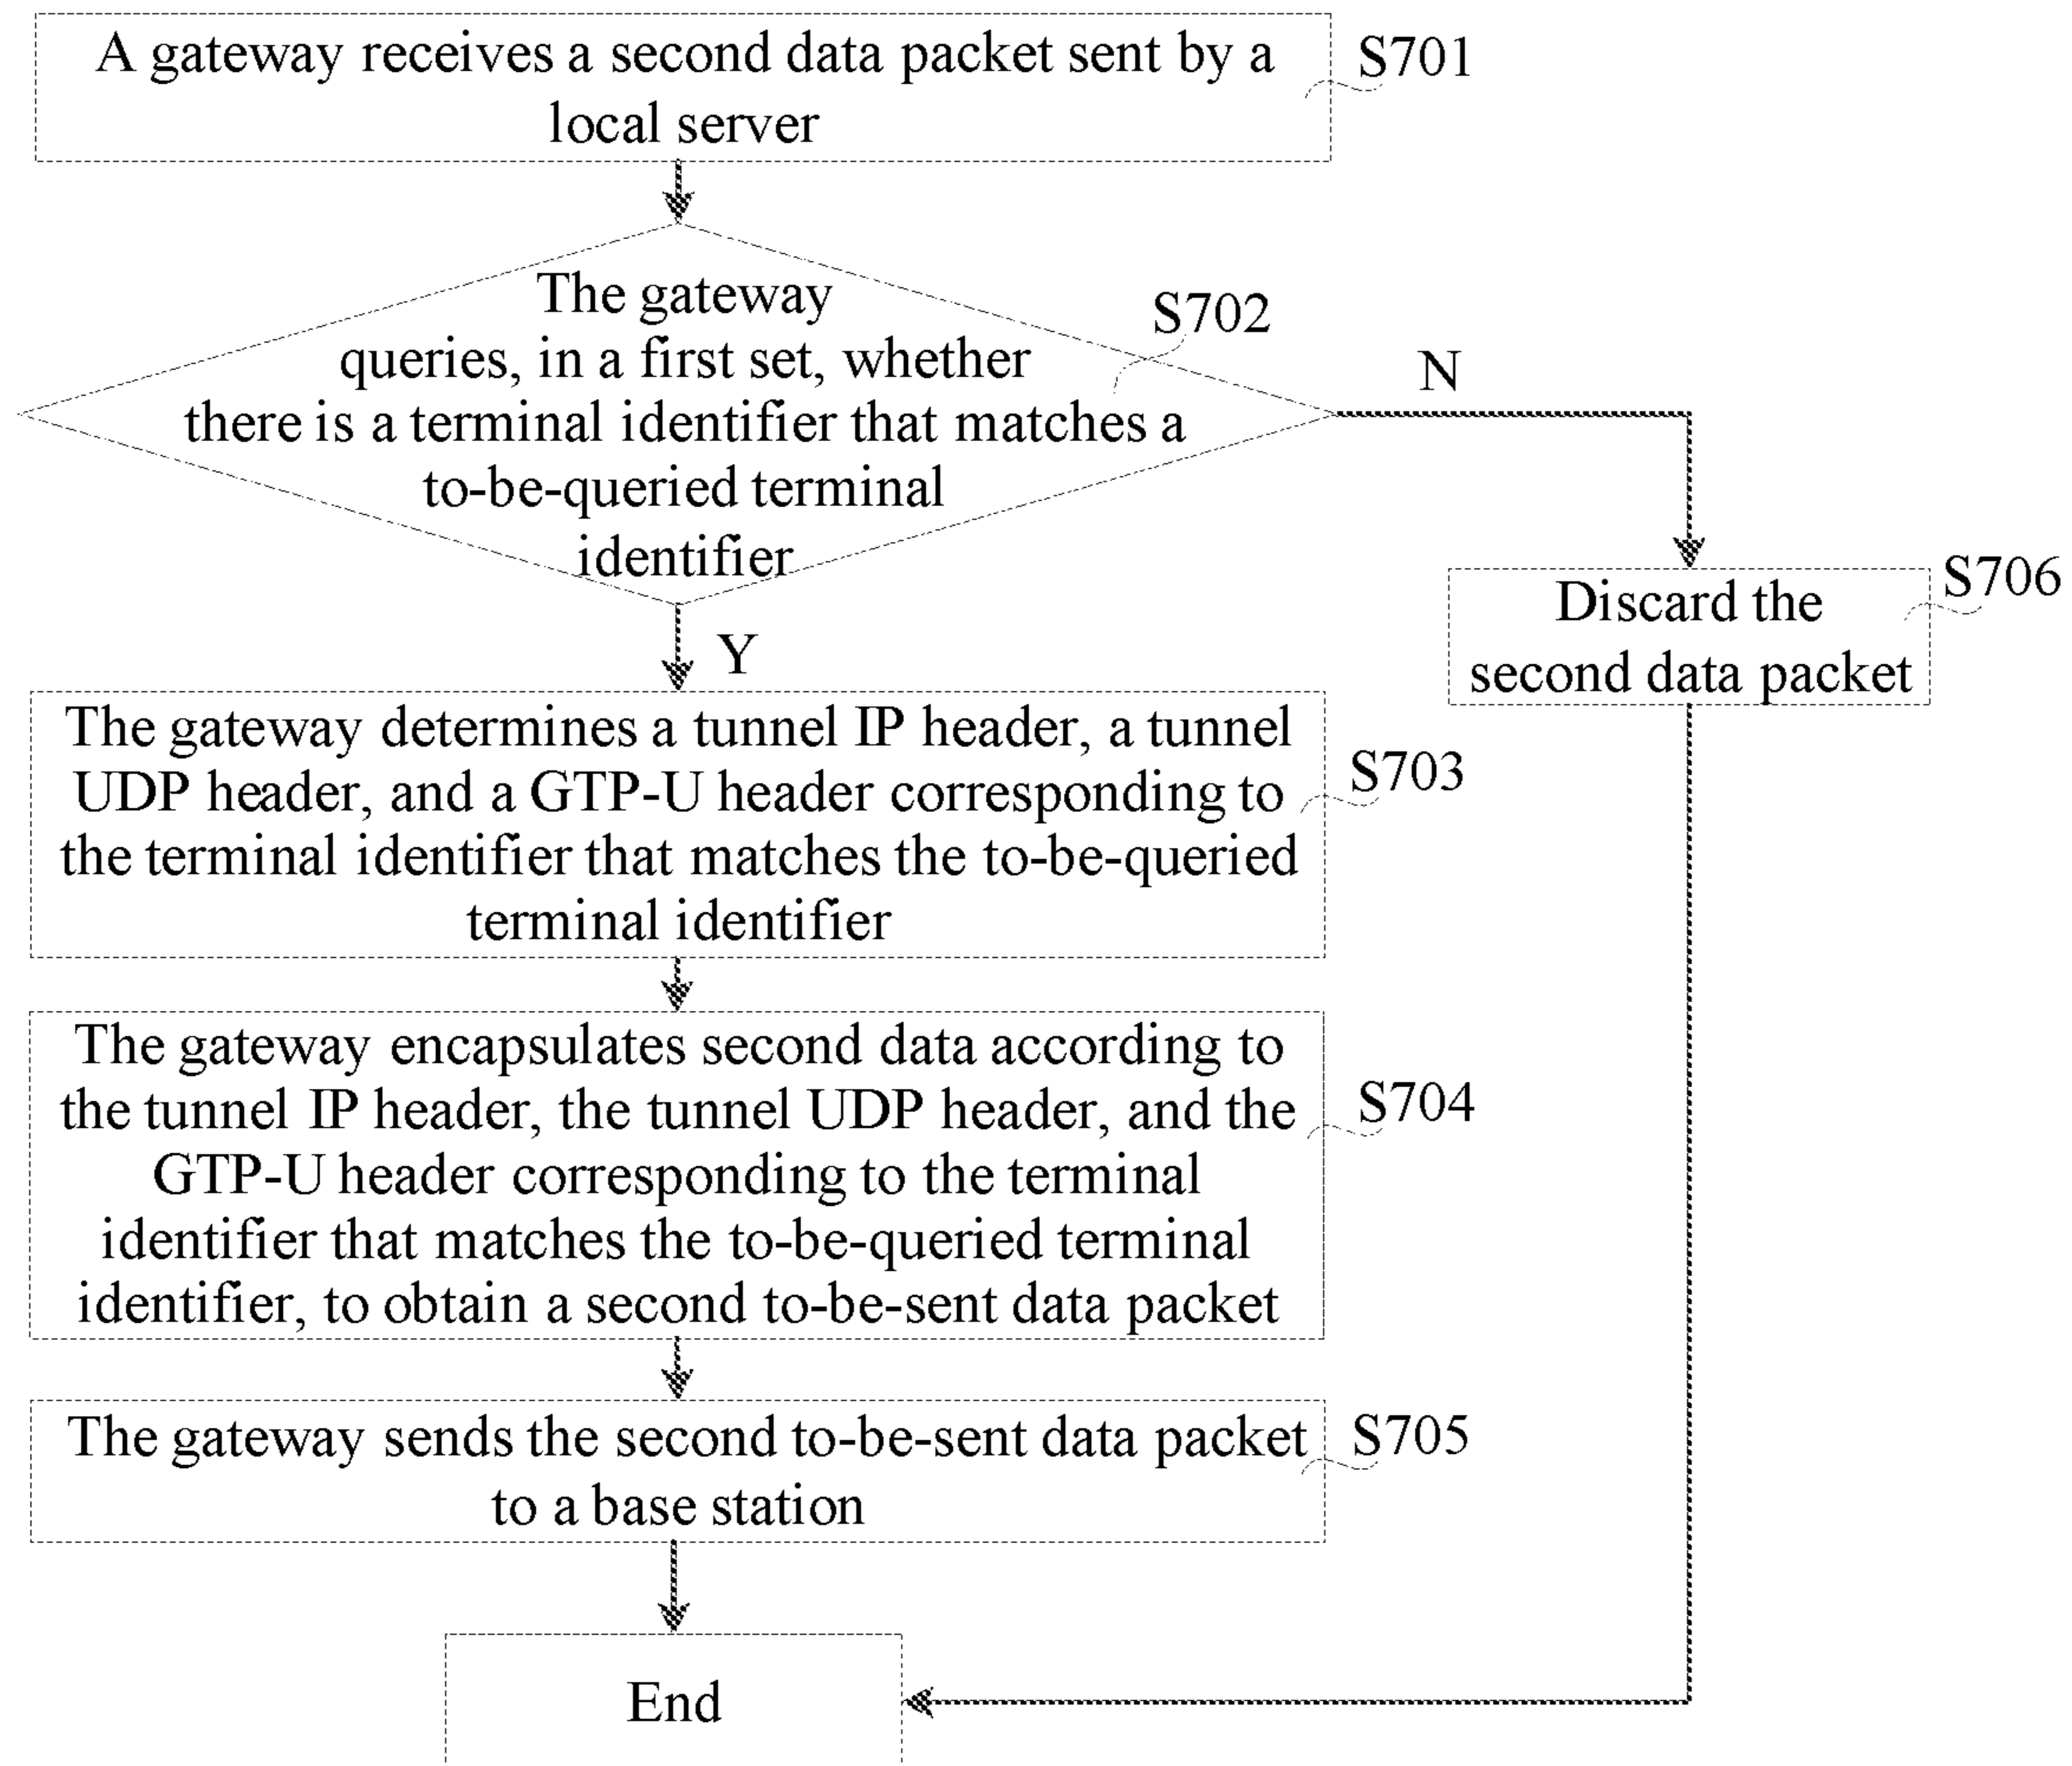 A gateway receives a second data packet sent by a
local server
S701
The gateway
queries, in a first set, whether
there is a terminal identifier that matches a
to-be-queried terminal
identifier
S702
N
Y
Discard the
second data packet
S706
The gateway determines a tunnel IP header, a tunnel
UDP header, and a GTP-U header corresponding to
the terminal identifier that matches the to-be-queried
terminal identifier
S703
The gateway encapsulates second data according to
the tunnel IP header, the tunnel UDP header, and the
GTP-U header corresponding to the terminal
identifier that matches the to-be-queried terminal
identifier, to obtain a second to-be-sent data packet
S704
The gateway sends the second to-be-sent data packet
to a base station
S705
End